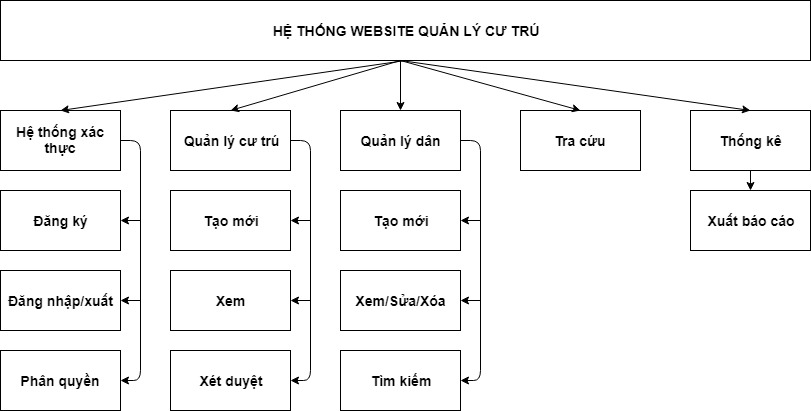 HỆ THỐNG WEBSITE QUẢN LÝ CƯ TRÚ
Hệ thống xác
thực
Quản lý cư trú
Quản lý dân
Tra cứu
Thống kê
Đăng ký
Tạo mới
Tạo mới
Xuất báo cáo
Đăng nhập/xuất
Xem
Xem/Sửa/Xóa
Phân quyền
Xét duyệt
Tìm kiếm